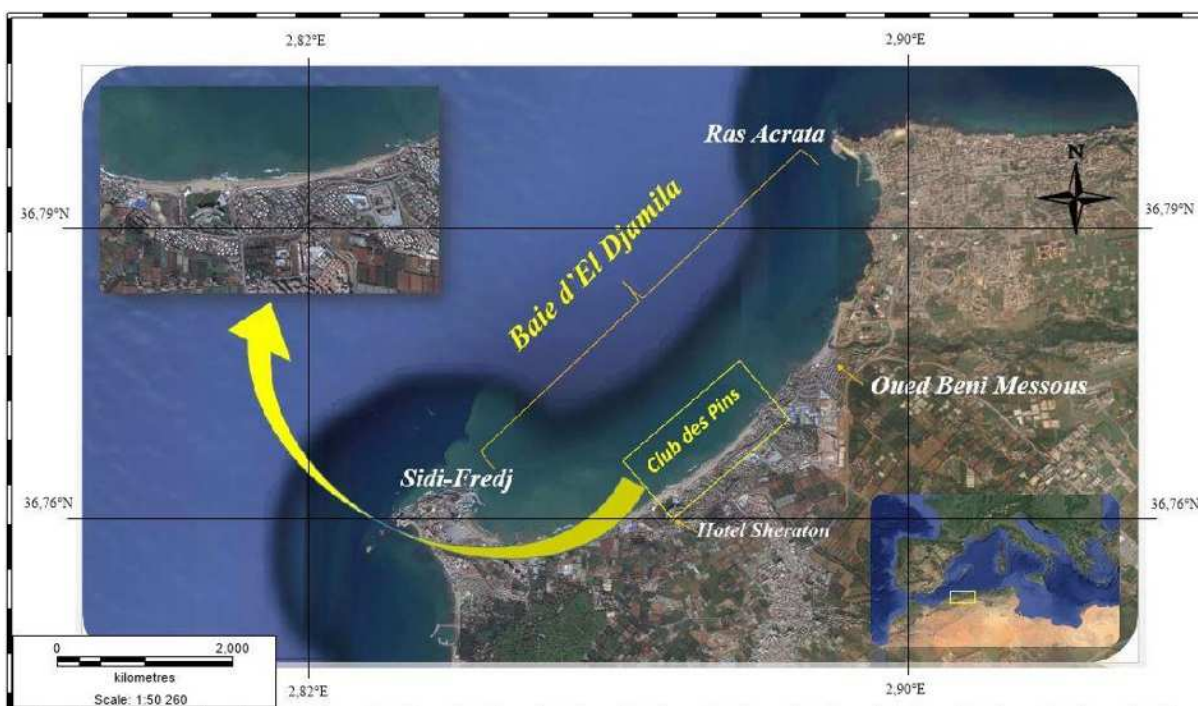 2,82°E
2,90°E
Ras Acrata
N
36,79°N
36,79°N
Baie d'El Djamila
Oued Beni Messous
Club des Pins
Sidi-Fredj
36,76°N
36,76°N
Hotel Sheraton
0
2,000
kilometres
Scale: 1:50 260
2,82°E
2,90°E